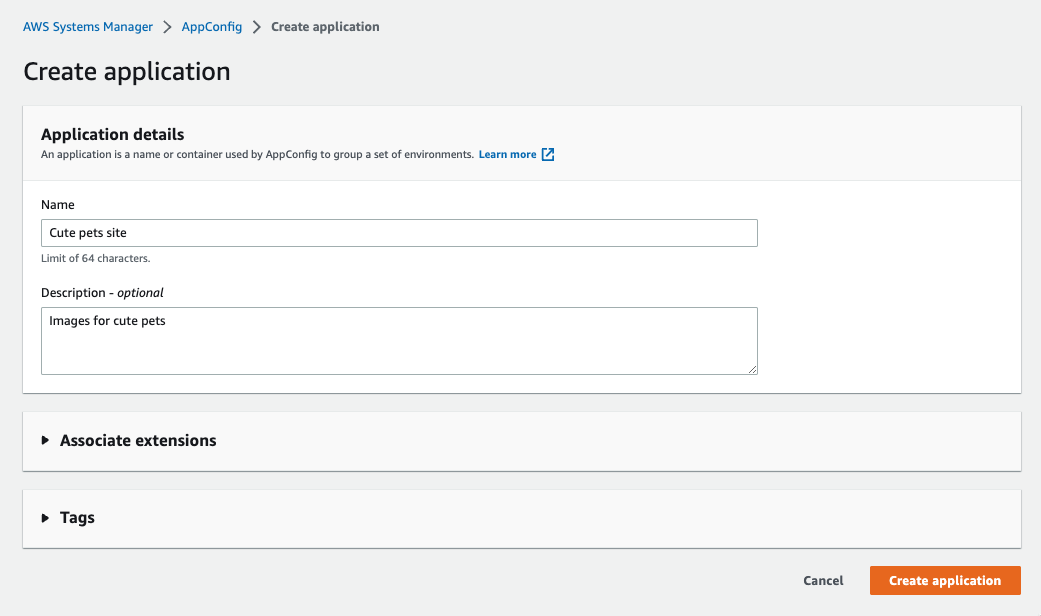 AWS Systems Manager > AppConfig > Create application
Create application
Application details
An application is a name or container used by AppConfig to group a set of environments. Learn more
Name
Cute pets site
Limit of 64 characters.
Description - optional
Images for cute pets
Associate extensions
Tags
Cancel Create application